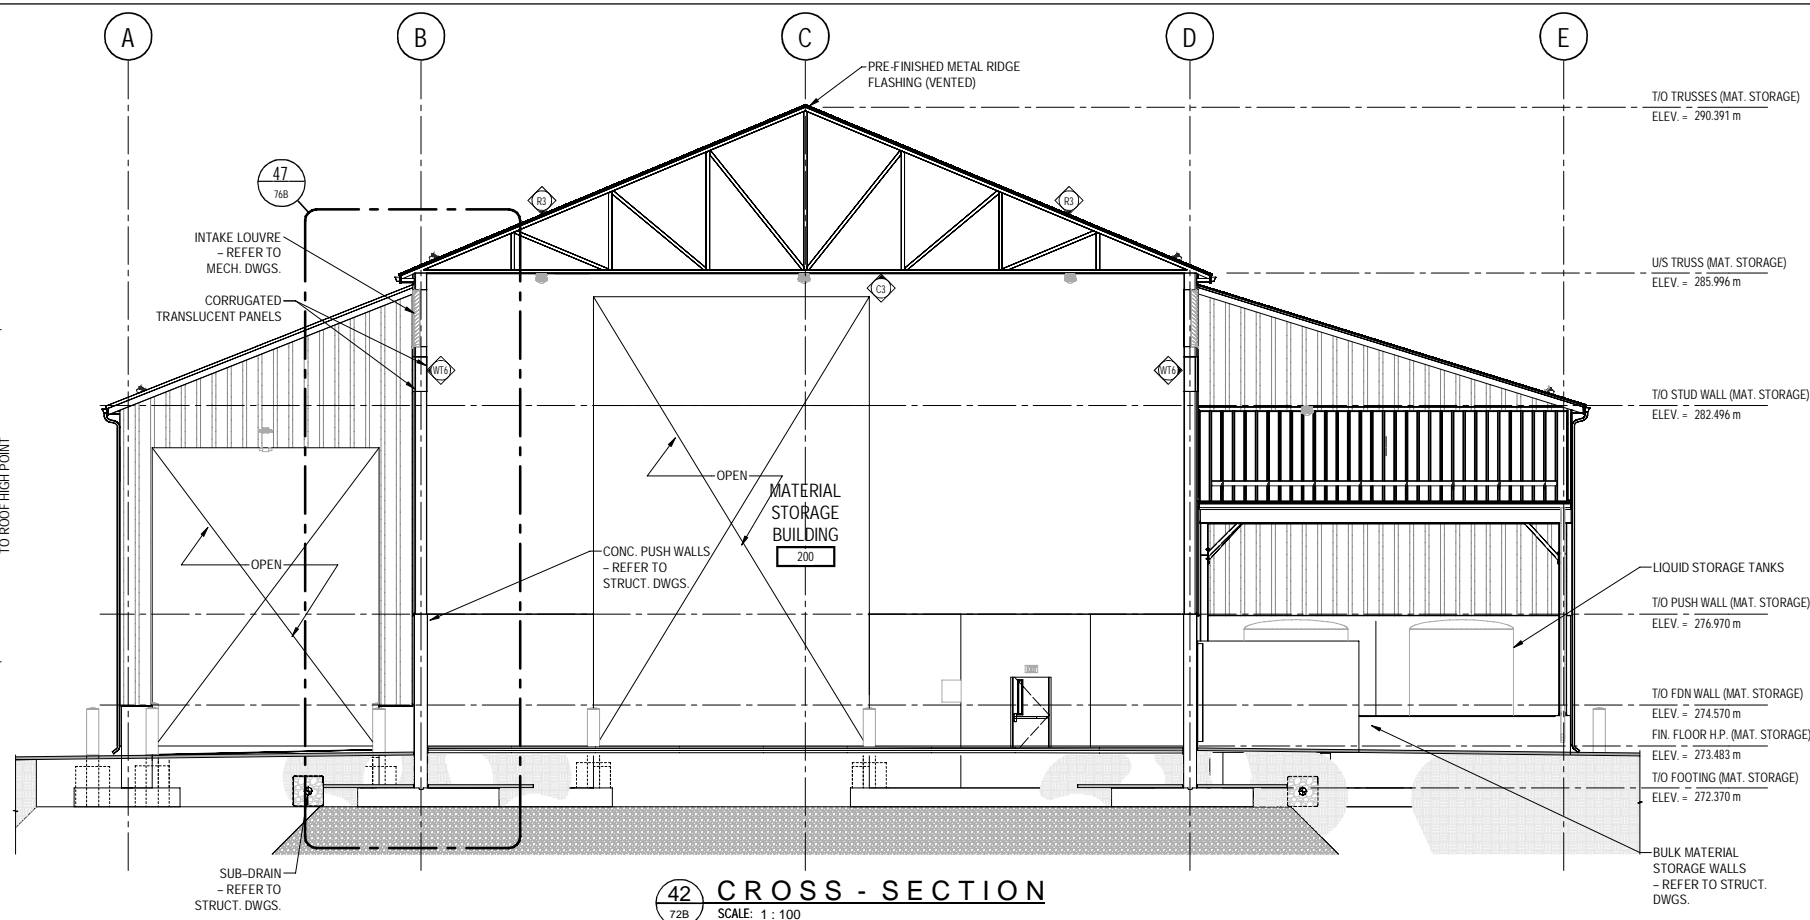 A
B
C
D
E
PRE-FINISHED METAL RIDGE
FLASHING (VENTED)
T/O TRUSSES (MAT. STORAGE)
ELEV. = 290.391 m
47
76B
R3
R3
INTAKE LOUVRE
– REFER TO
MECH. DWGS.
U/S TRUSS (MAT. STORAGE)
ELEV. = 285.996 m
C3
CORRUGATED
TRANSLUCENT PANELS
WT6
WT6
T/O STUD WALL (MAT. STORAGE)
ELEV. = 282.496 m
TO ROOF HIGH POINT
OPEN
MATERIAL
STORAGE
BUILDING
200
OPEN
CONC. PUSH WALLS
– REFER TO
STRUCT. DWGS.
LIQUID STORAGE TANKS
T/O PUSH WALL (MAT. STORAGE)
ELEV. = 276.970 m
T/O FDN WALL (MAT. STORAGE)
ELEV. = 274.570 m
FIN. FLOOR H.P. (MAT. STORAGE)
ELEV. = 273.483 m
T/O FOOTING (MAT. STORAGE)
ELEV. = 272.370 m
SUB-DRAIN
– REFER TO
STRUCT. DWGS.
BULK MATERIAL
STORAGE WALLS
– REFER TO STRUCT.
DWGS.
42
72B
CROSS - SECTION
SCALE: 1 : 100